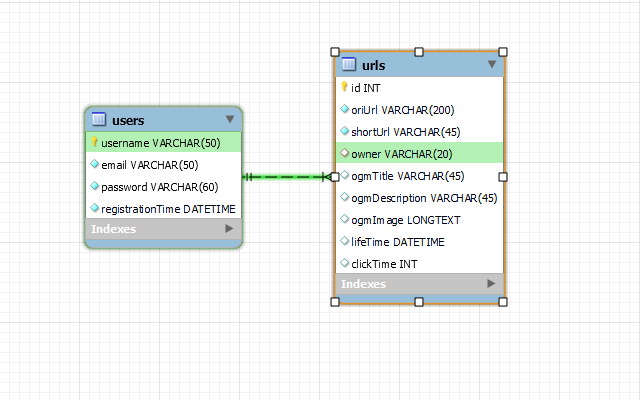 users
username VARCHAR(50)
email VARCHAR(50)
password VARCHAR(60)
registrationTime DATETIME
Indexes
urls
id INT
oriUrl VARCHAR(200)
shortUrl VARCHAR(45)
owner VARCHAR(20)
ogmTitle VARCHAR(45)
ogmDescription VARCHAR(45)
ogmImage LONGTEXT
lifeTime DATETIME
clickTime INT
Indexes